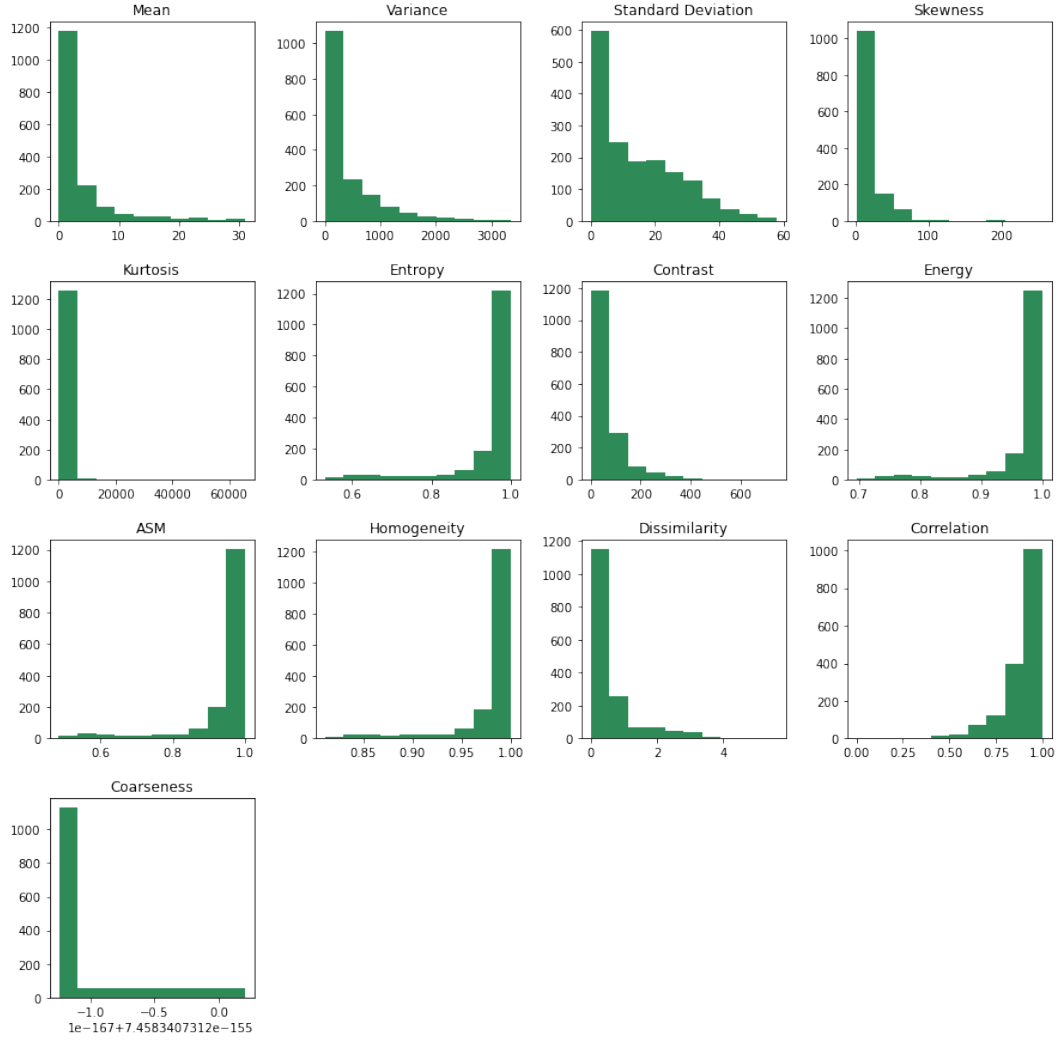 Mean Variance Standard Deviation Skewness
1200 1000 800 600 400 200 0
0 10 20 30
1000 800 600 400 200 0
0 1000 2000 3000
600 500 400 300 200 100 0
0 20 40 60
1000 800 600 400 200 0
0 100 200
Kurtosis Entropy Contrast Energy
1200 1000 800 600 400 200 0
0 20000 40000 60000
1200 1000 800 600 400 200 0
0.6 0.8 1.0
1200 1000 800 600 400 200 0
0 200 400 600
1200 1000 800 600 400 200 0
0.7 0.8 0.9 1.0
ASM Homogeneity Dissimilarity Correlation
1200 1000 800 600 400 200 0
0.6 0.8 1.0
1200 1000 800 600 400 200 0
0.85 0.90 0.95 1.00
1200 1000 800 600 400 200 0
0 2 4
1000 800 600 400 200 0
0.00 0.25 0.50 0.75 1.00
Coarseness
1000 800 600 400 200 0
−1.0 −0.5 0.0
1e−167+7.4583407312e−155